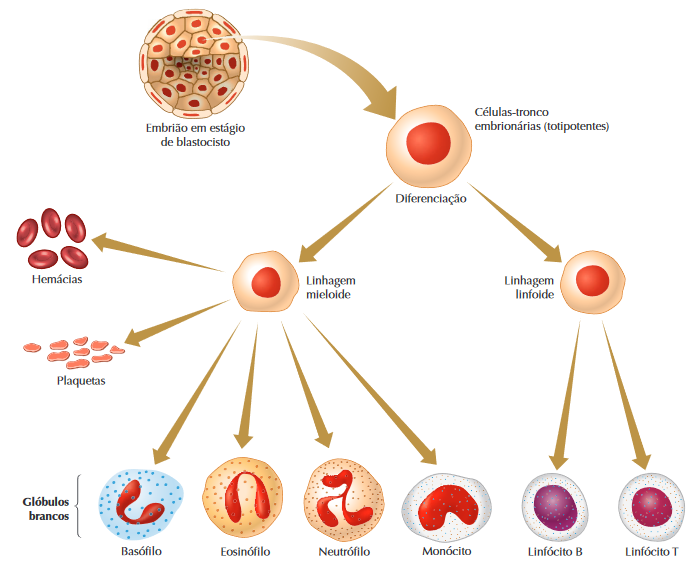 Embrião em estágio
de blastocisto
Células-tronco
embrionárias (totipotentes)
Diferenciação
Hemácias
Linhagem
mieloide
Linhagem
linfoide
Plaquetas
Glóbulos
brancos
Basófilo
Eosinófilo
Neutrófilo
Monócito
Linfócito B
Linfócito T